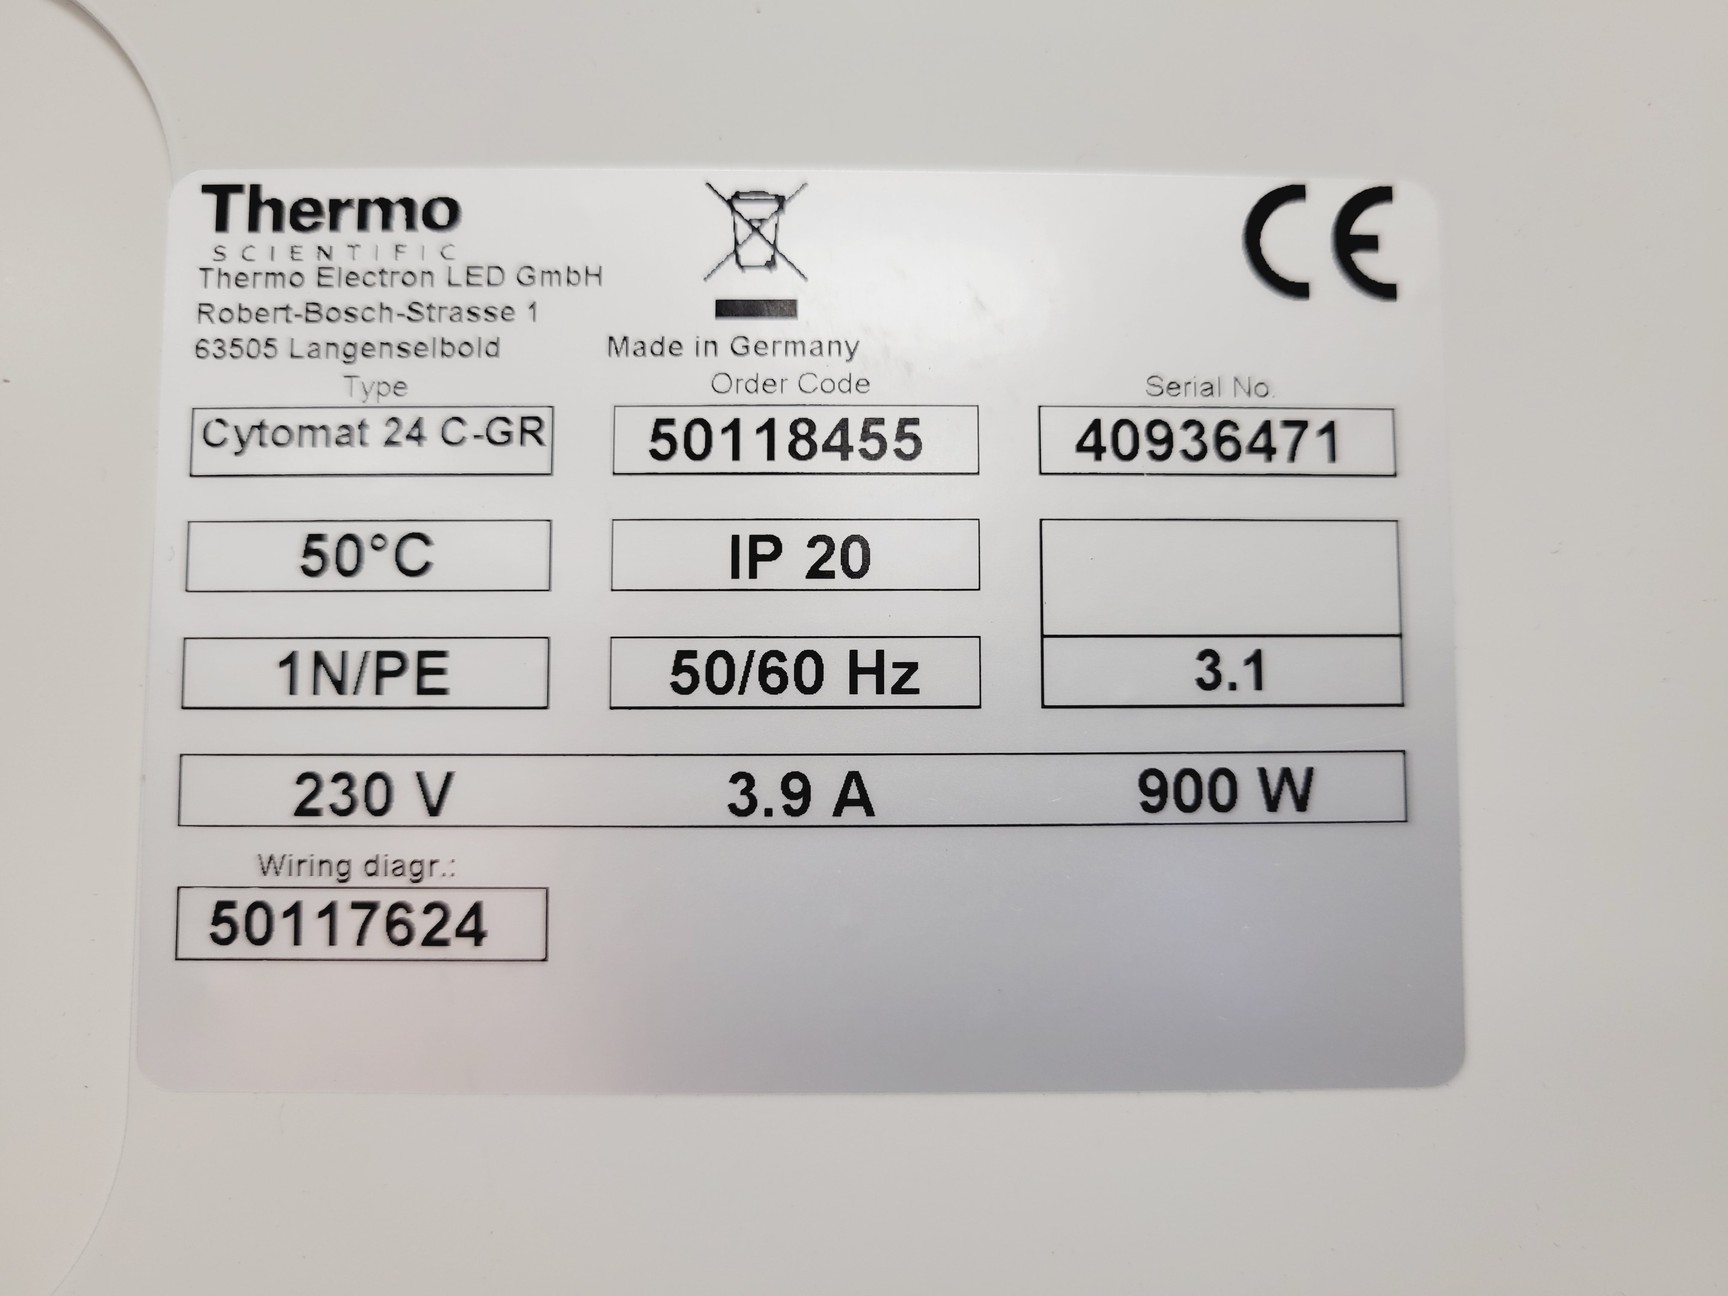 Thermo
SCIENTIFIC
Thermo Electron LED GmbH
Robert-Bosch-Strasse 1
63505 Langenselbold
Made in Germany
CE
Type
Order Code
Serial No.
Cytomat 24 C-GR
50118455
40936471
50°C
IP 20
1N/PE
50/60 Hz
3.1
230 V
3.9 A
900 W
Wiring diagr.:
50117624